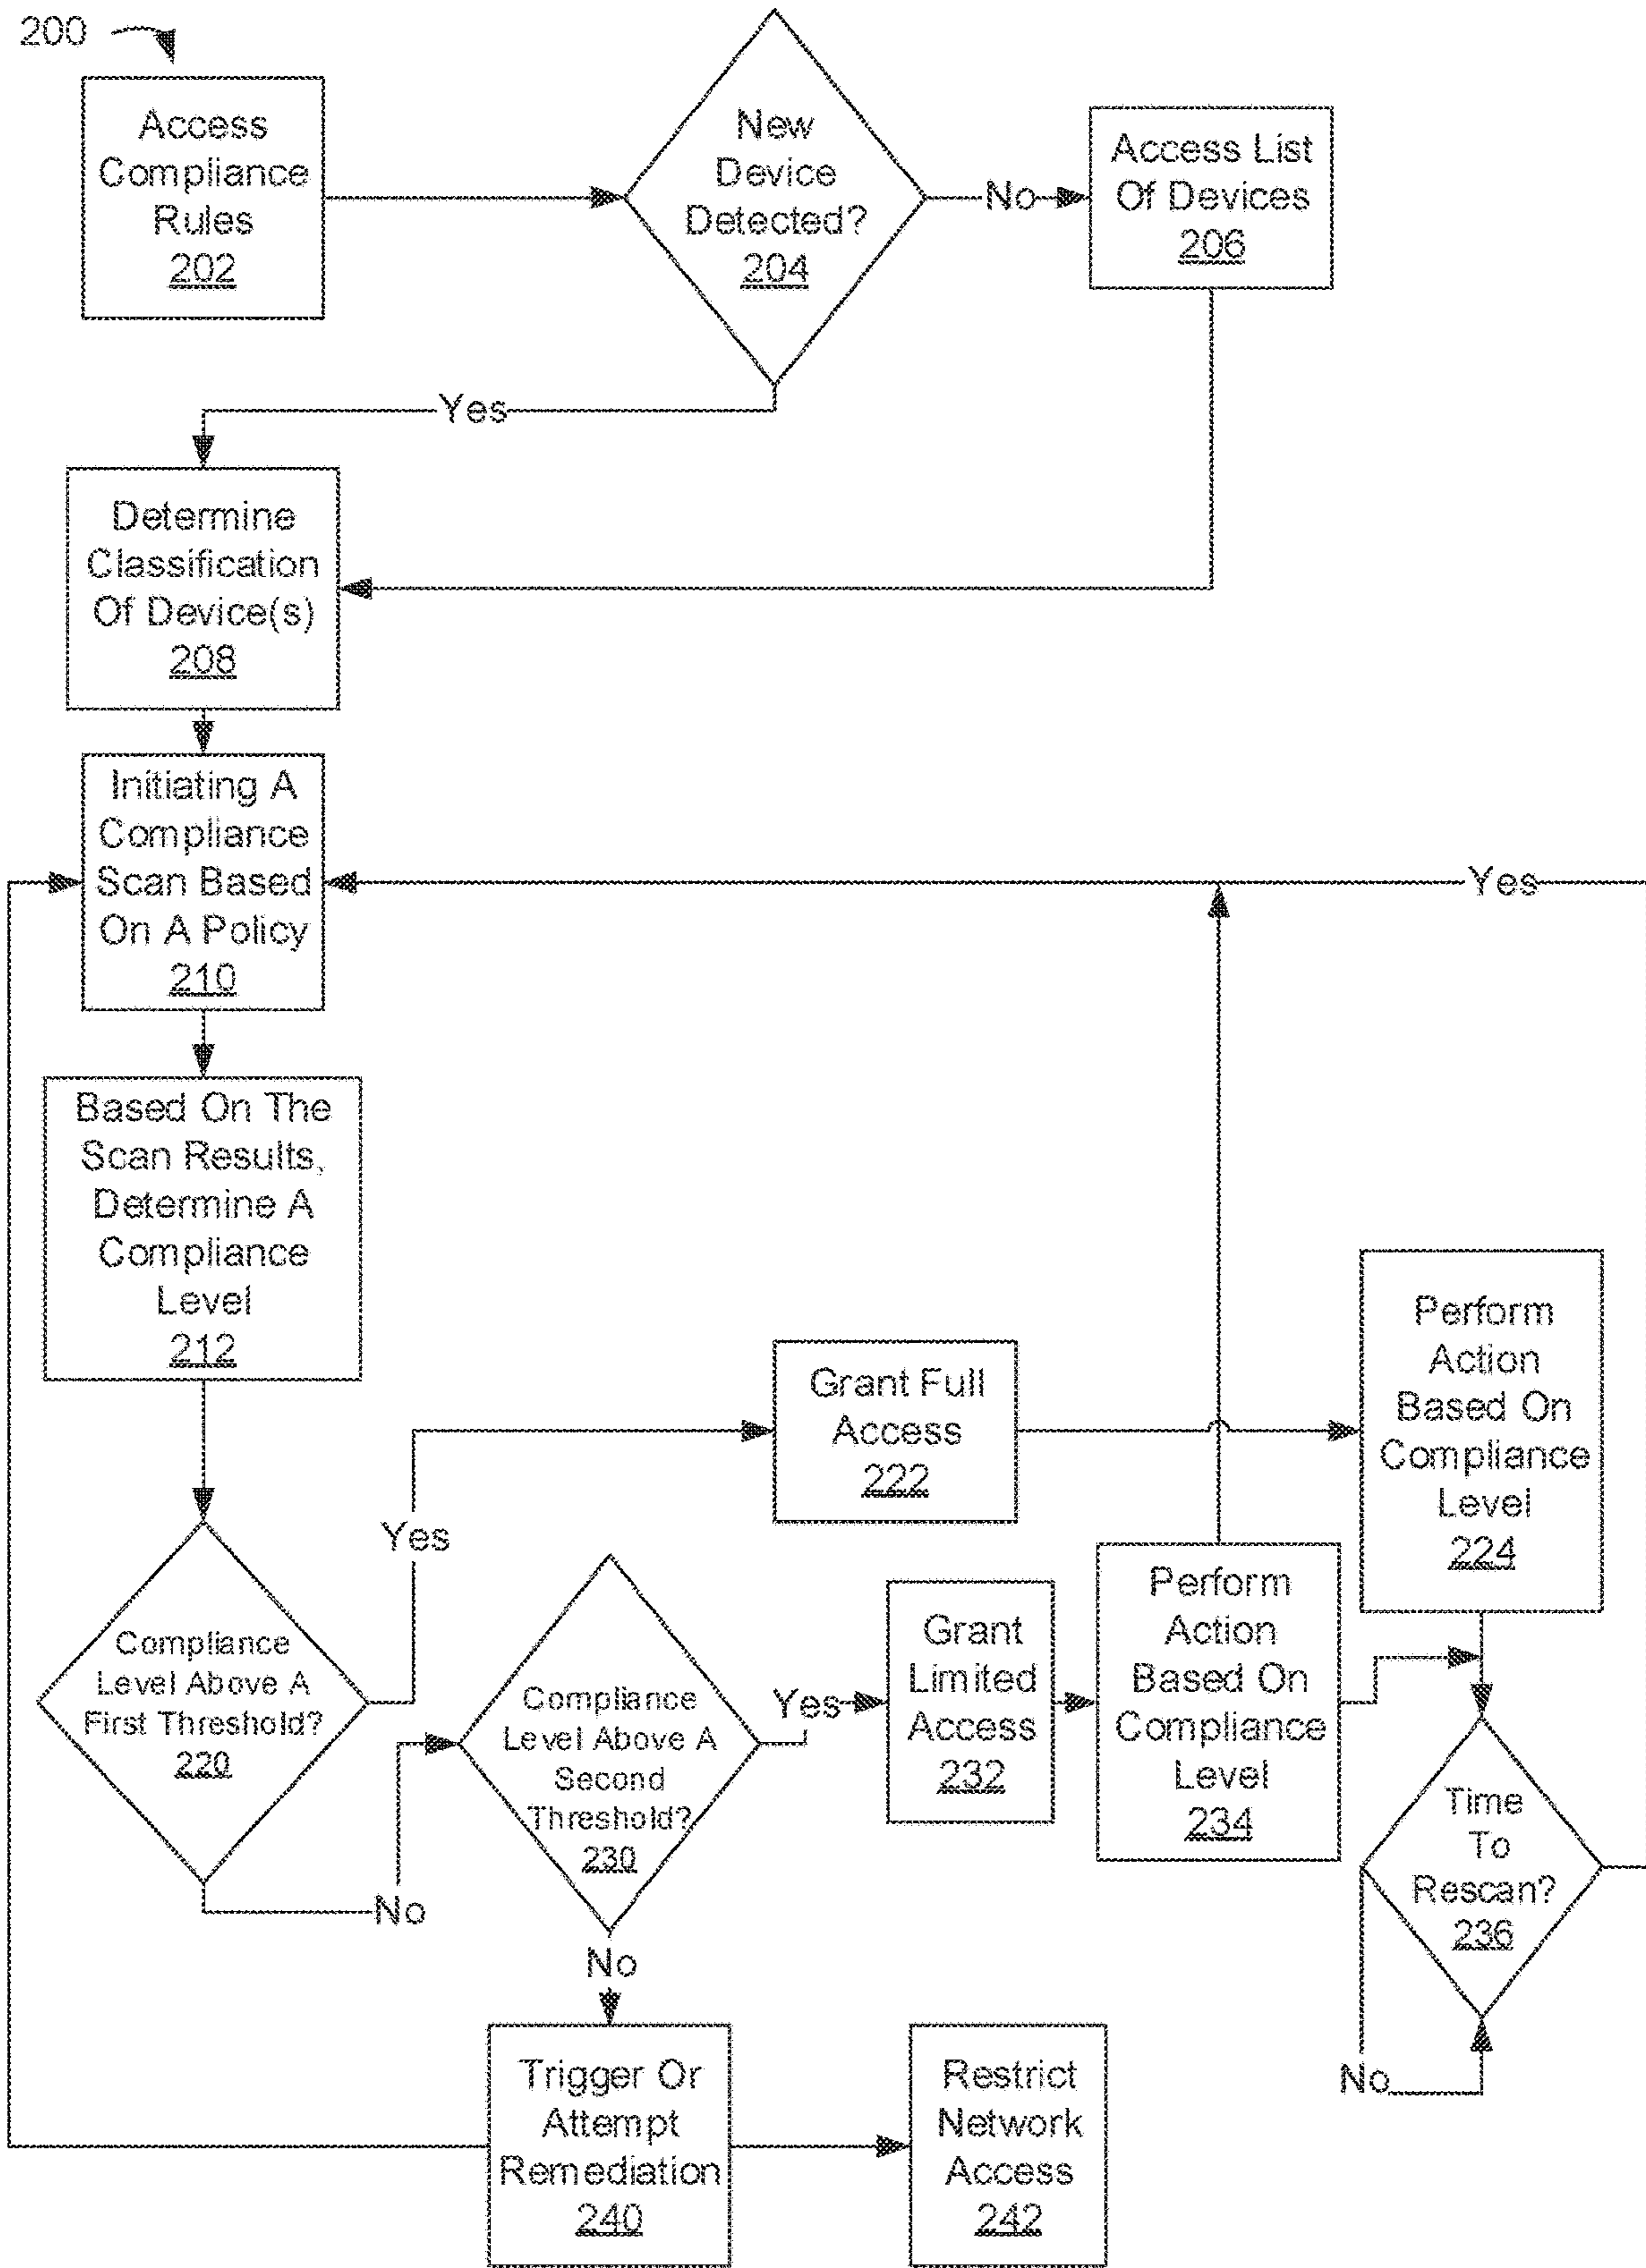 200
Access
Compliance
Rules
202
New
Device
Detected?
204
No
Access List
Of Devices
206
Yes
Determine
Classification
Of Device(s)
208
Initiating A
Compliance
Scan Based
On A Policy
210
Yes
Based On The
Scan Results,
Determine A
Compliance
Level
212
Grant Full
Access
222
Perform
Action
Based On
Compliance
Level
224
Yes
Compliance
Level Above A
First Threshold?
220
No
Compliance
Level Above A
Second
Threshold?
230
Yes
Grant
Limited
Access
232
Perform
Action
Based On
Compliance
Level
234
Time
To
Rescan?
236
No
No
Trigger Or
Attempt
Remediation
240
Restrict
Network
Access
242